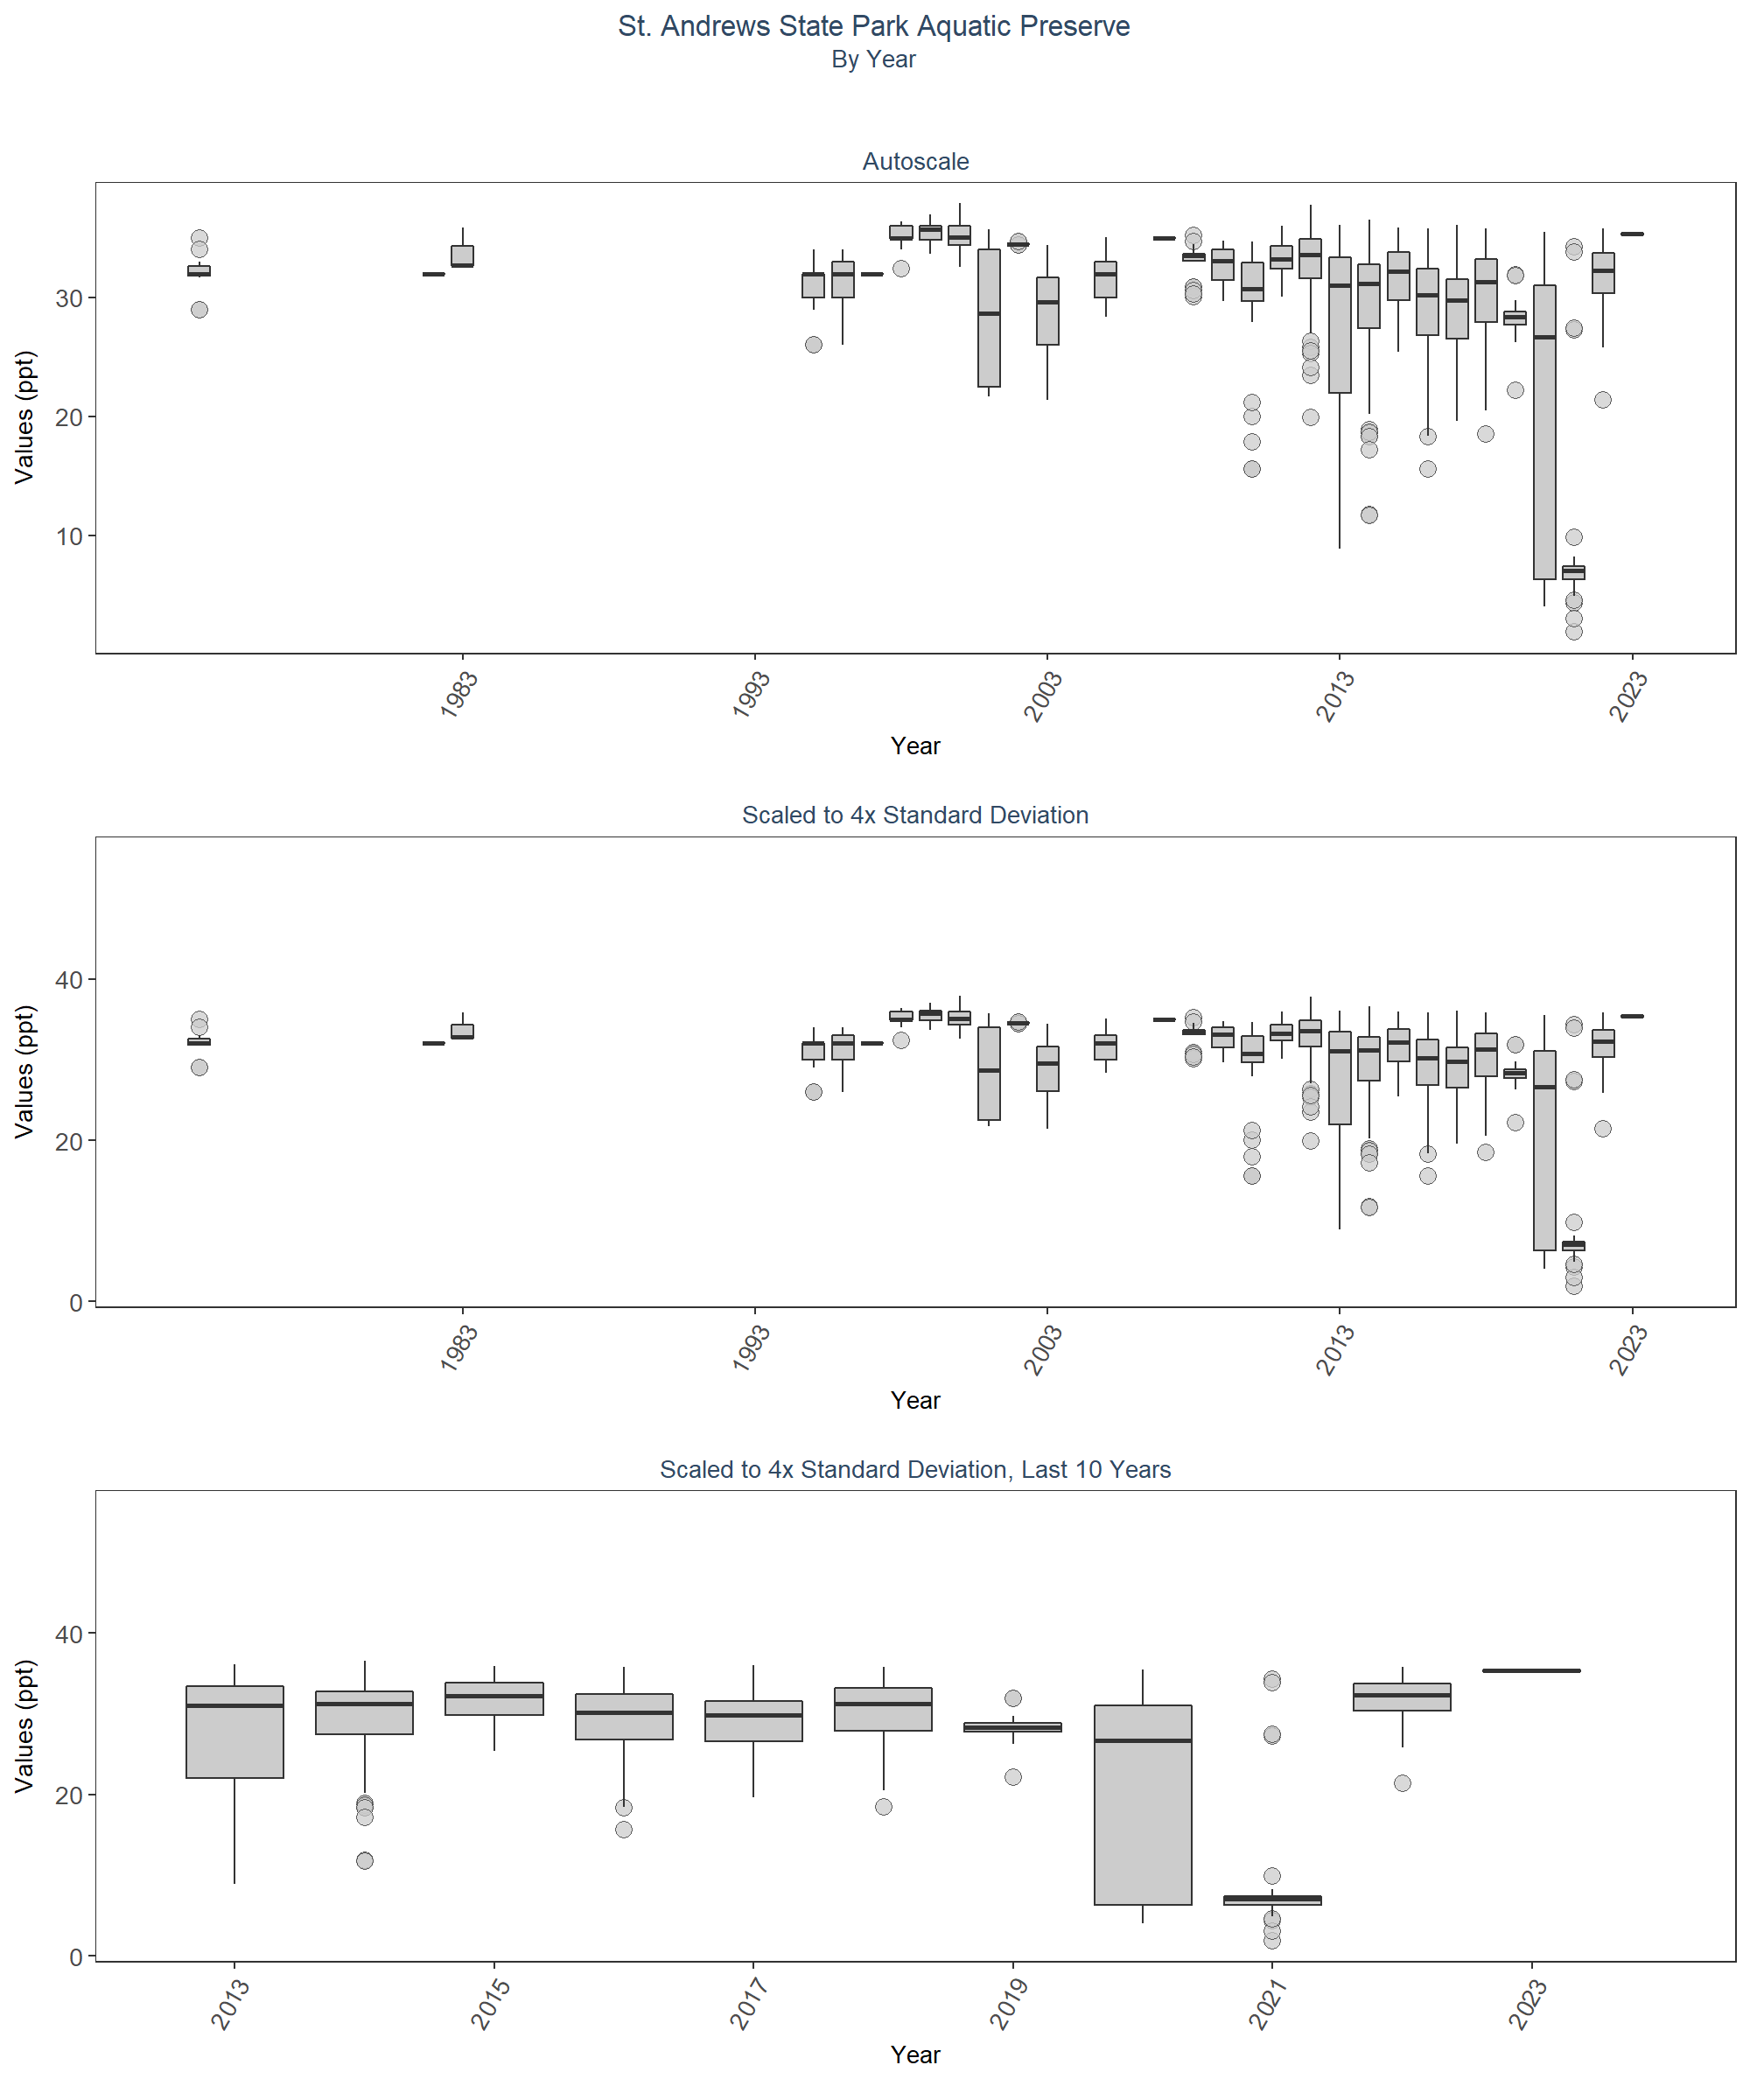 St. Andrews State Park Aquatic Preserve
By Year
Autoscale
Values (ppt)
30
20
10
1983
1993
2003
2013
2023
Year
Scaled to 4x Standard Deviation
Values (ppt)
40
20
0
1983
1993
2003
2013
2023
Year
Scaled to 4x Standard Deviation, Last 10 Years
Values (ppt)
40
20
0
2013
2015
2017
2019
2021
2023
Year